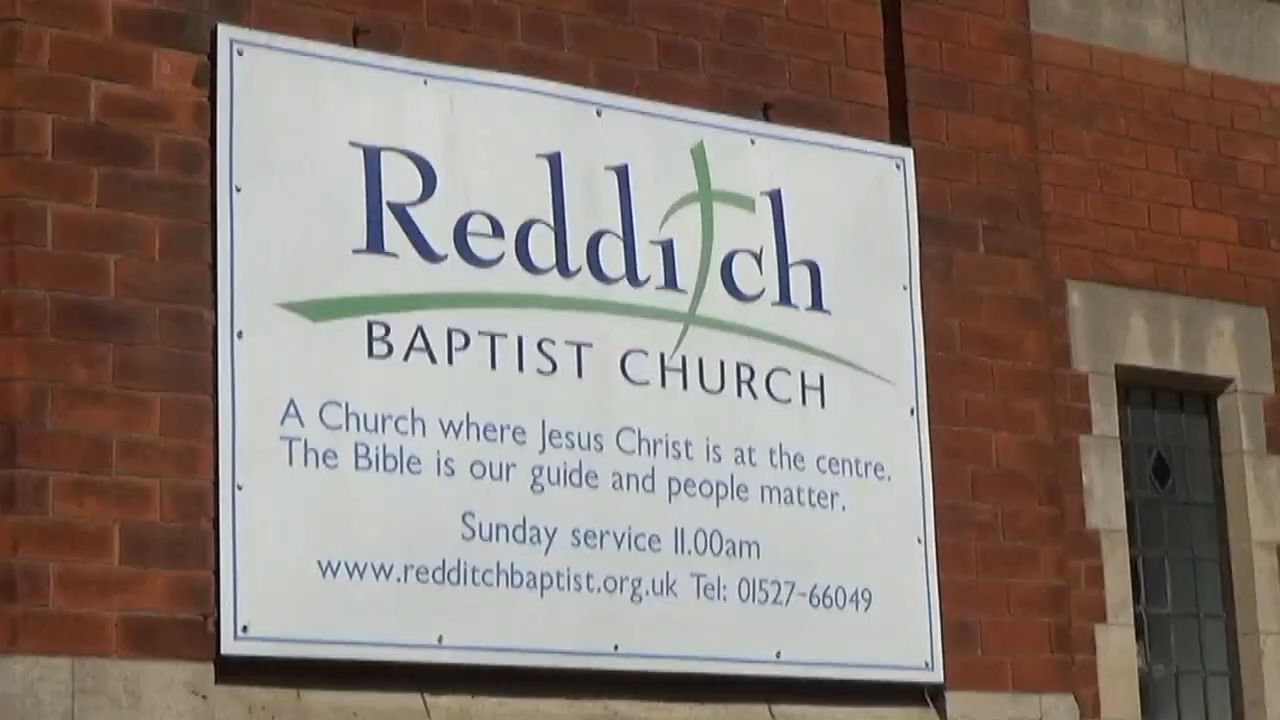 Redditch
BAPTIST CHURCH
A Church where Jesus Christ is at the centre.
The Bible is our guide and people matter.
Sunday service 11.00am
www.redditchbaptist.org.uk Tel: 01527-66049